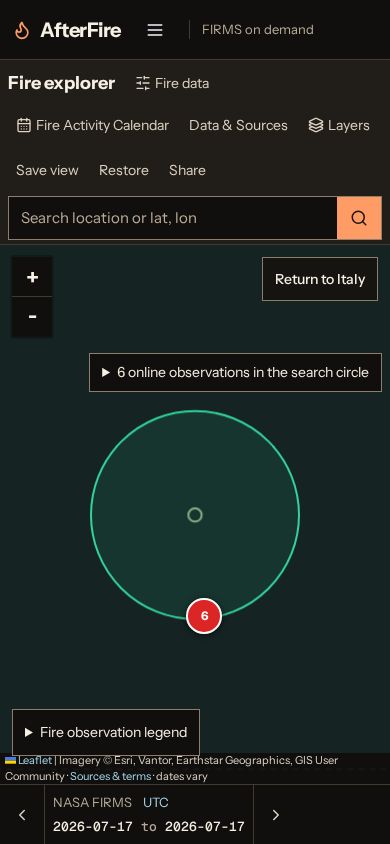 AfterFire
FIRMS on demand
Fire explorer
Fire data
Fire Activity Calendar
Data & Sources
Layers
Save view
Restore
Share
Search location or lat, lon
+
-
Return to Italy
▶ 6 online observations in the search circle
6
▶ Fire observation legend
Leaflet | Imagery © Esri, Vantor, Earthstar Geographics, GIS User
Community · Sources & terms · dates vary
NASA FIRMS UTC
2026-07-17 to 2026-07-17